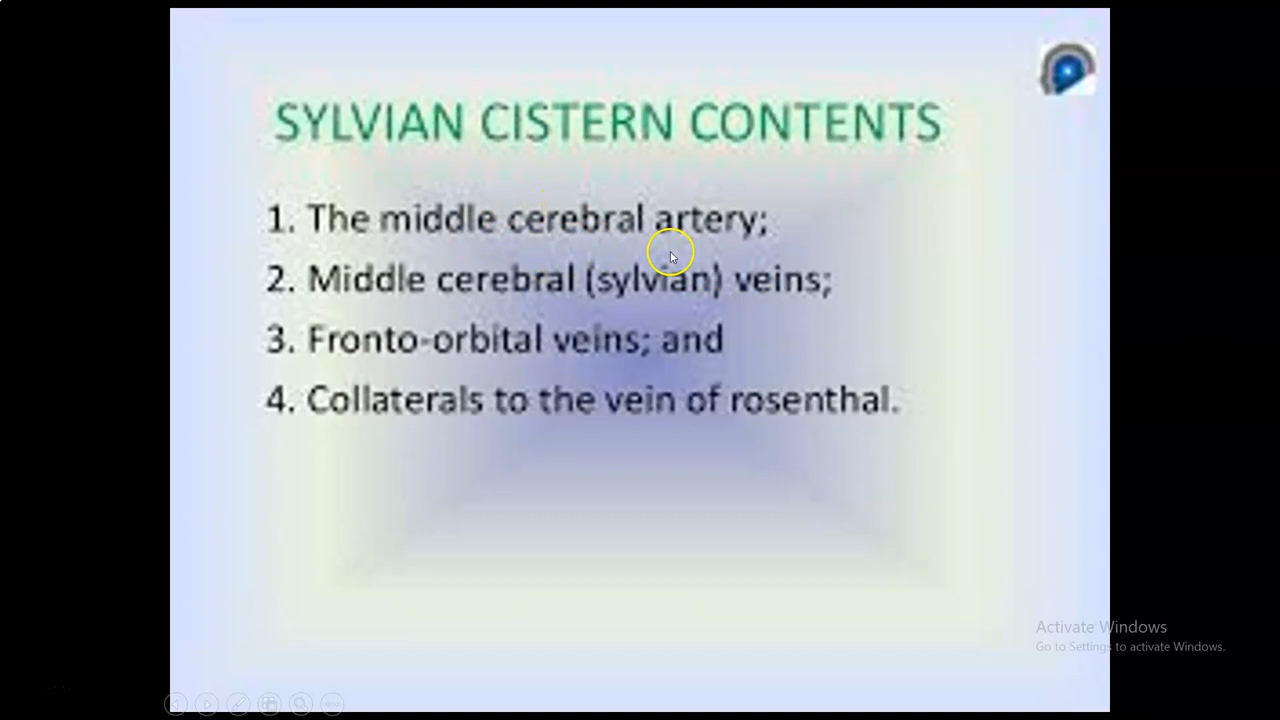 SYLVIAN CISTERN CONTENTS
1. The middle cerebral artery;
2. Middle cerebral (sylvian) veins;
3. Fronto-orbital veins; and
4. Collaterals to the vein of rosenthal.
Activate Windows
Go to Settings to activate Windows.